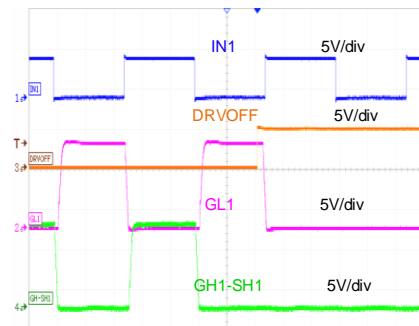 IN1 5V/div
1
IN1
DRVOFF 5V/div
T
DRVOFF
3
GL1 5V/div
GL1
2
GH1-SH1 5V/div
4
GH-SH1